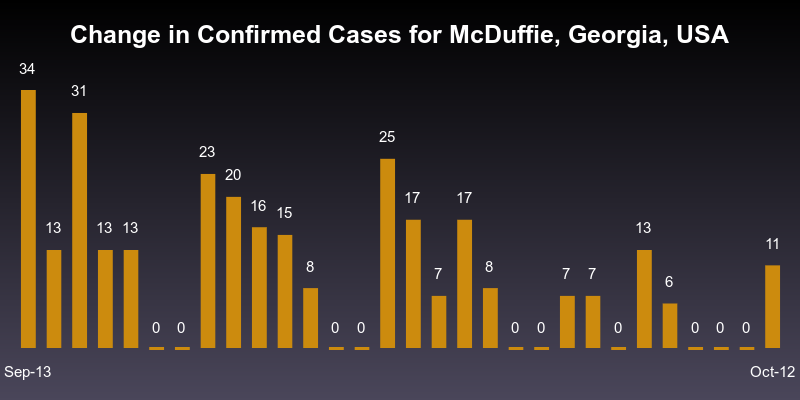 Change in Confirmed Cases for McDuffie, Georgia, USA
34 13 31 13 13 0 0 23 20 16 15 8 0 0 25 17 7 17 8 0 0 7 7 0 13 6 0 0 0 11
Sep-13 Oct-12